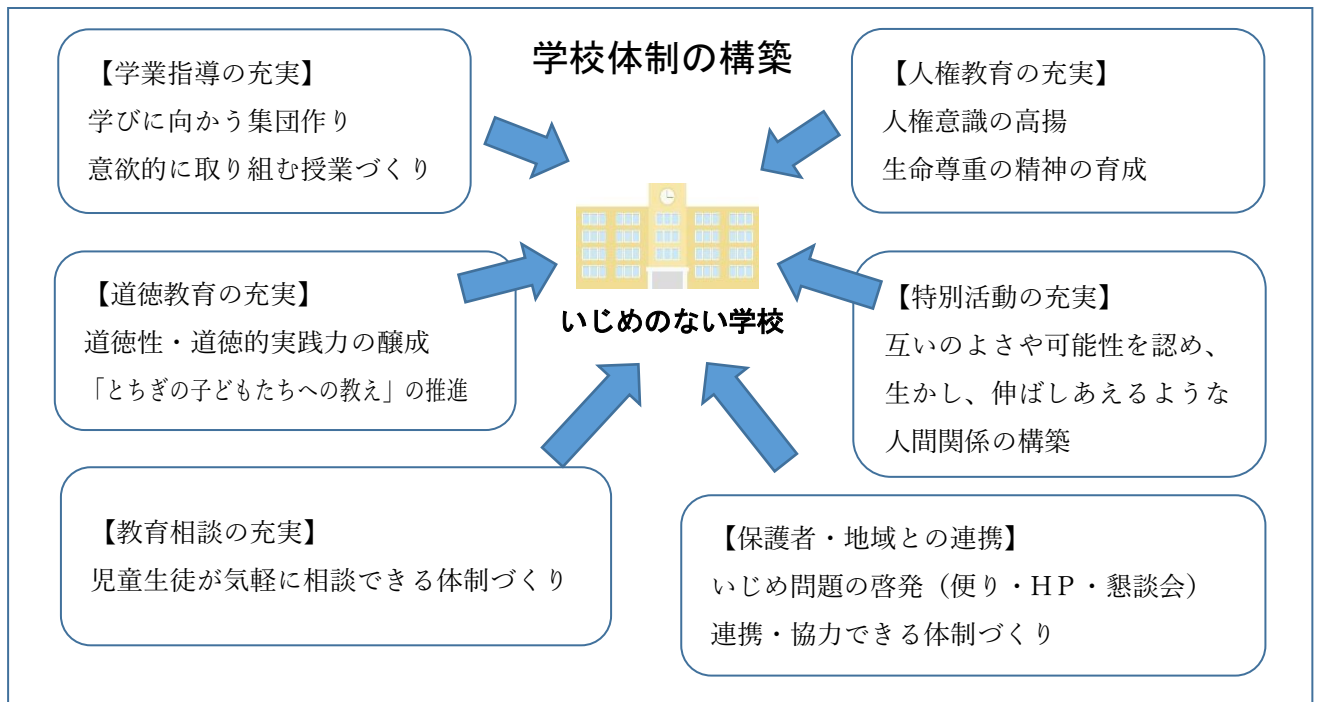 学校体制の構築
【学業指導の充実】
学びに向かう集団作り
意欲的に取り組む授業づくり
【人権教育の充実】
人権意識の高揚
生命尊重の精神の育成
いじめのない学校
【道徳教育の充実】
道徳性・道徳的実践力の醸成
「とちぎの子どもたちへの教え」の推進
【特別活動の充実】
互いのよさや可能性を認め、
生かし、伸ばしあえるような
人間関係の構築
【教育相談の充実】
児童生徒が気軽に相談できる体制づくり
【保護者・地域との連携】
いじめ問題の啓発（便り・ＨＰ・懇談会）
連携・協力できる体制づくり